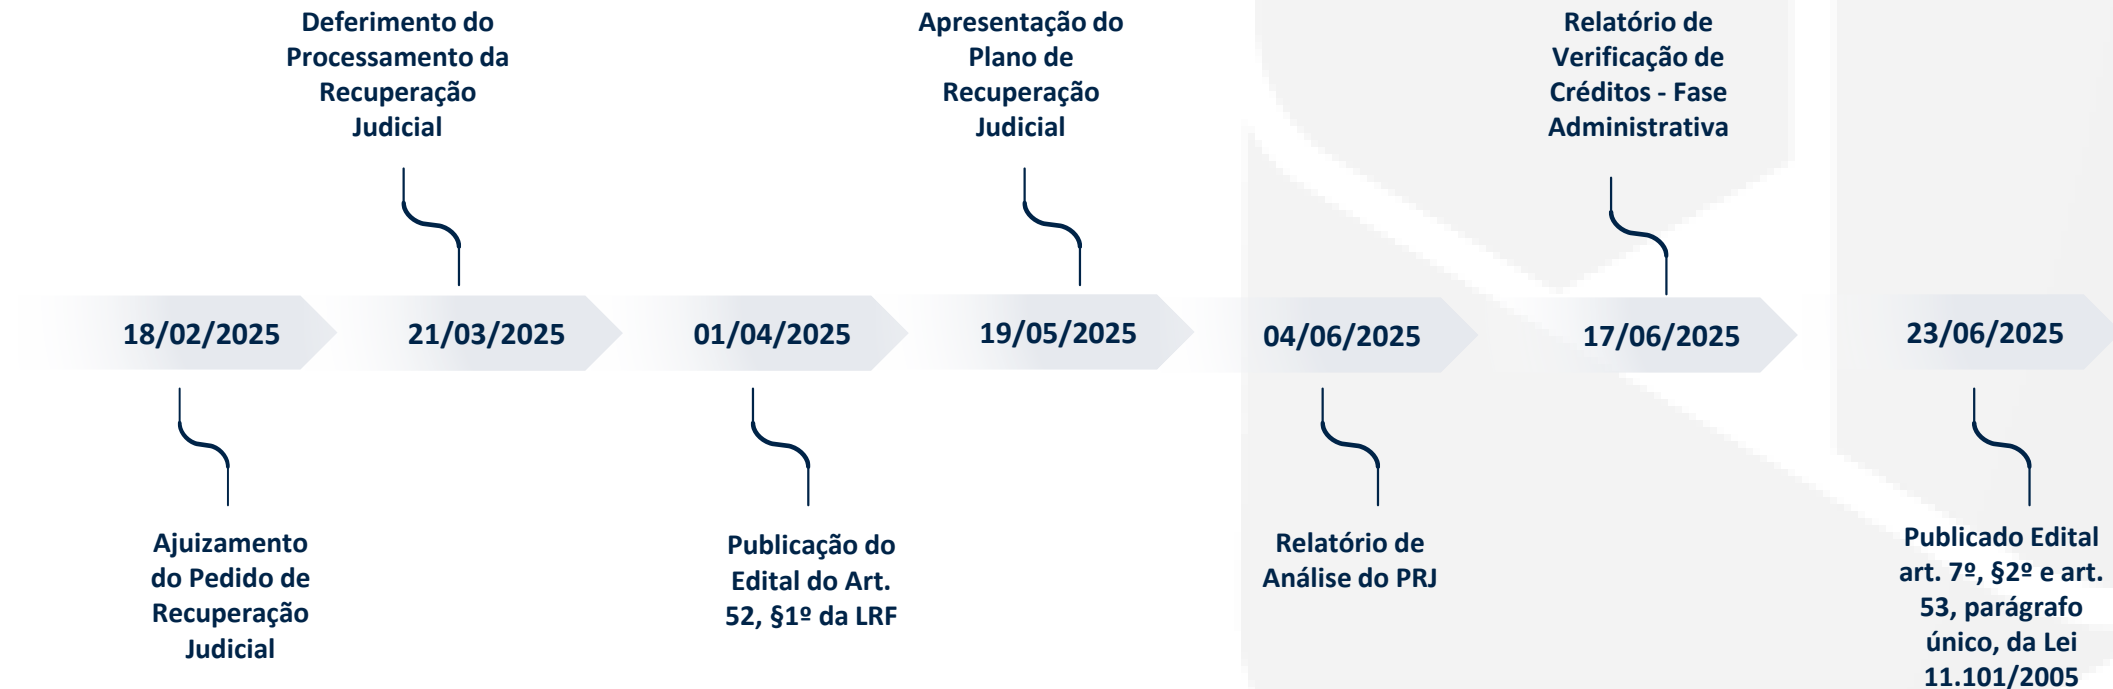 Deferimento do
Processamento da
Recuperação
Judicial
Apresentação do
Plano de
Recuperação
Judicial
Relatório de
Verificação de
Créditos - Fase
Administrativa
18/02/2025
21/03/2025
01/04/2025
19/05/2025
04/06/2025
17/06/2025
23/06/2025
Ajuizamento
do Pedido de
Recuperação
Judicial
Publicação do
Edital do Art.
52, §1º da LRF
Relatório de
Análise do PRJ
Publicado Edital
art. 7º, §2º e art.
53, parágrafo
único, da Lei
11.101/2005